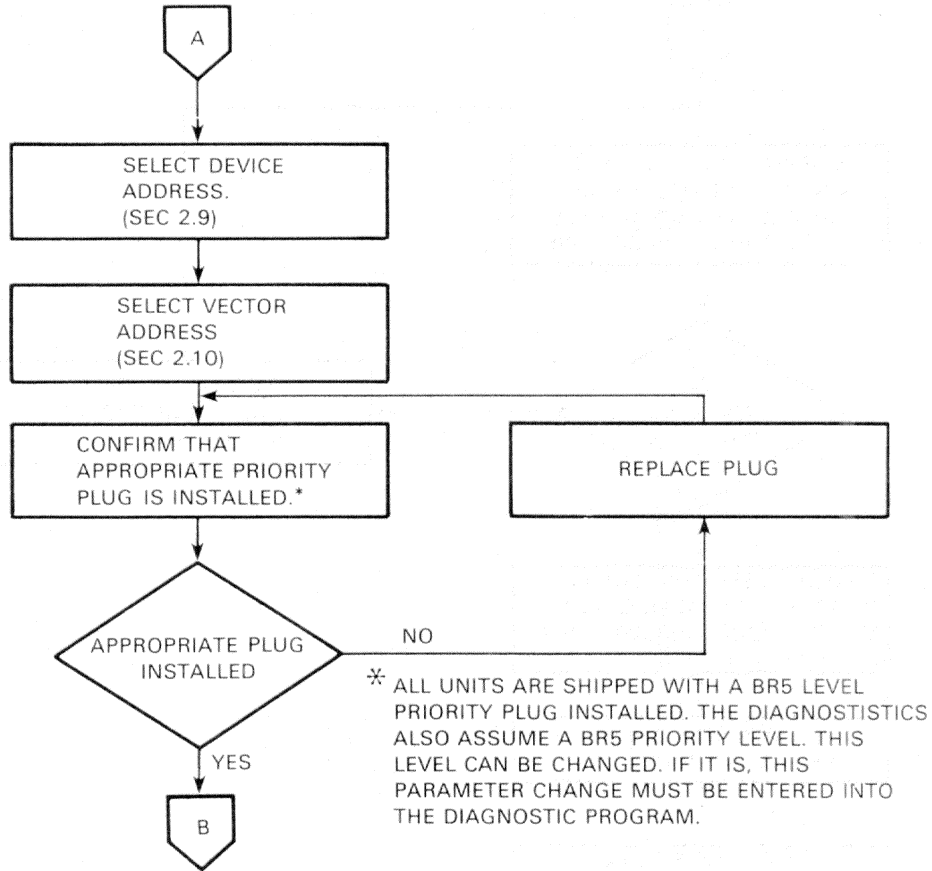 A
SELECT DEVICE
ADDRESS.
(SEC 2.9)
SELECT VECTOR
ADDRESS
(SEC 2.10)
CONFIRM THAT
APPROPRIATE PRIORITY
PLUG IS INSTALLED.*
REPLACE PLUG
APPROPRIATE PLUG
INSTALLED
NO
YES
B
* ALL UNITS ARE SHIPPED WITH A BR5 LEVEL
PRIORITY PLUG INSTALLED. THE DIAGNOSTISTICS
ALSO ASSUME A BR5 PRIORITY LEVEL. THIS
LEVEL CAN BE CHANGED. IF IT IS, THIS
PARAMETER CHANGE MUST BE ENTERED INTO
THE DIAGNOSTIC PROGRAM.